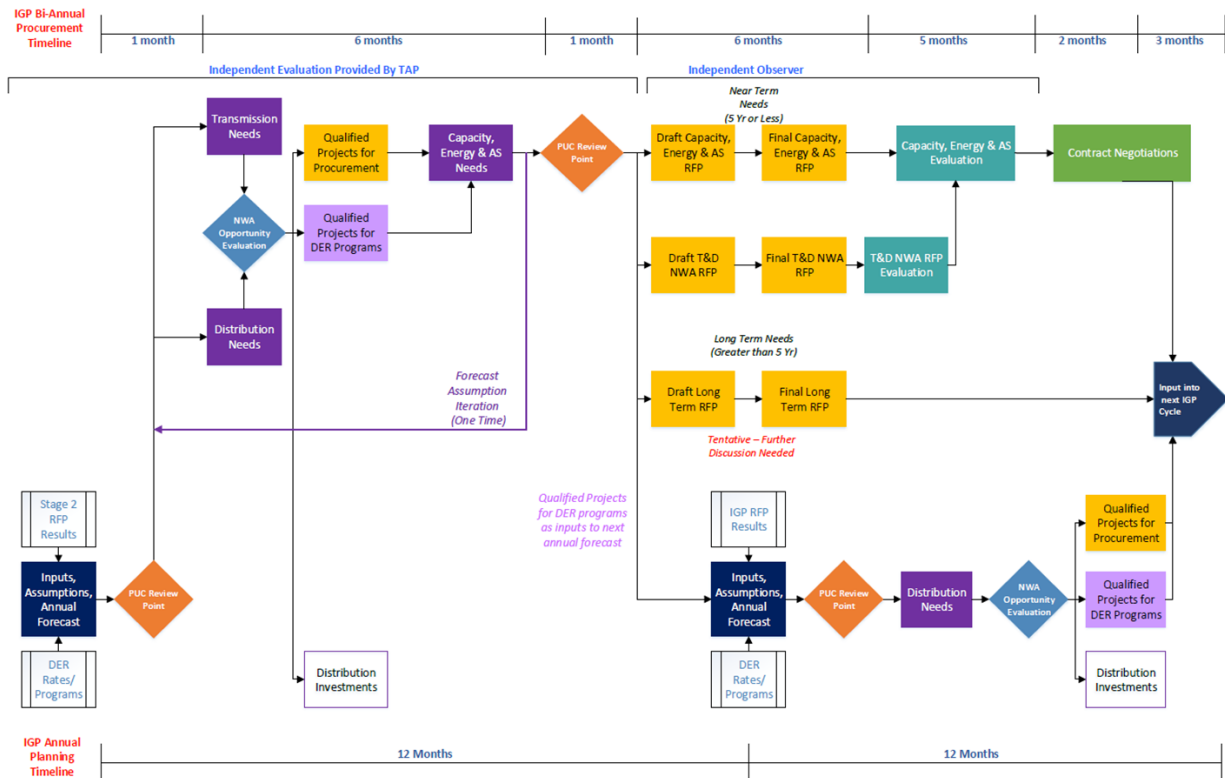 IGP Bi-Annual
Procurement
Timeline
1 month
6 months
1 month
6 months
5 months
2 months
3 months
Independent Evaluation Provided By TAP
Independent Observer
Near Term
Needs
(5 Yr or Less)
Transmission
Needs
Qualified
Projects for
Procurement
Capacity,
Energy & AS
Needs
PUC Review
Point
Draft Capacity,
Energy & AS
RFP
Final Capacity,
Energy & AS
RFP
Capacity,
Energy & AS
Evaluation
Contract Negotiations
NWA
Opportunity
Evaluation
Qualified
Projects for
DER Programs
Draft T&D
NWA RFP
Final T&D NWA
RFP
T&D NWA RFP
Evaluation
Distribution
Needs
Long Term Needs
(Greater than 5 Yr)
Forecast
Assumption
Iteration
(One Time)
Draft Long
Term RFP
Final Long
Term RFP
Input into
next IGP
Cycle
Tentative – Further
Discussion Needed
Qualified Projects
for DER programs
as inputs to next
annual forecast
Stage 2
RFP
Results
Inputs,
Assumptions,
Annual
Forecast
PUC Review
Point
DER
Rates/
Programs
Distribution
Investments
IGP RFP
Results
Inputs,
Assumptions,
Annual
Forecast
PUC Review
Point
Distribution
Needs
NWA
Opportunity
Evaluation
Qualified
Projects for
Procurement
Qualified
Projects for
DER Programs
DER
Rates/
Programs
Distribution
Investments
IGP Annual
Planning
Timeline
12 Months
12 Months